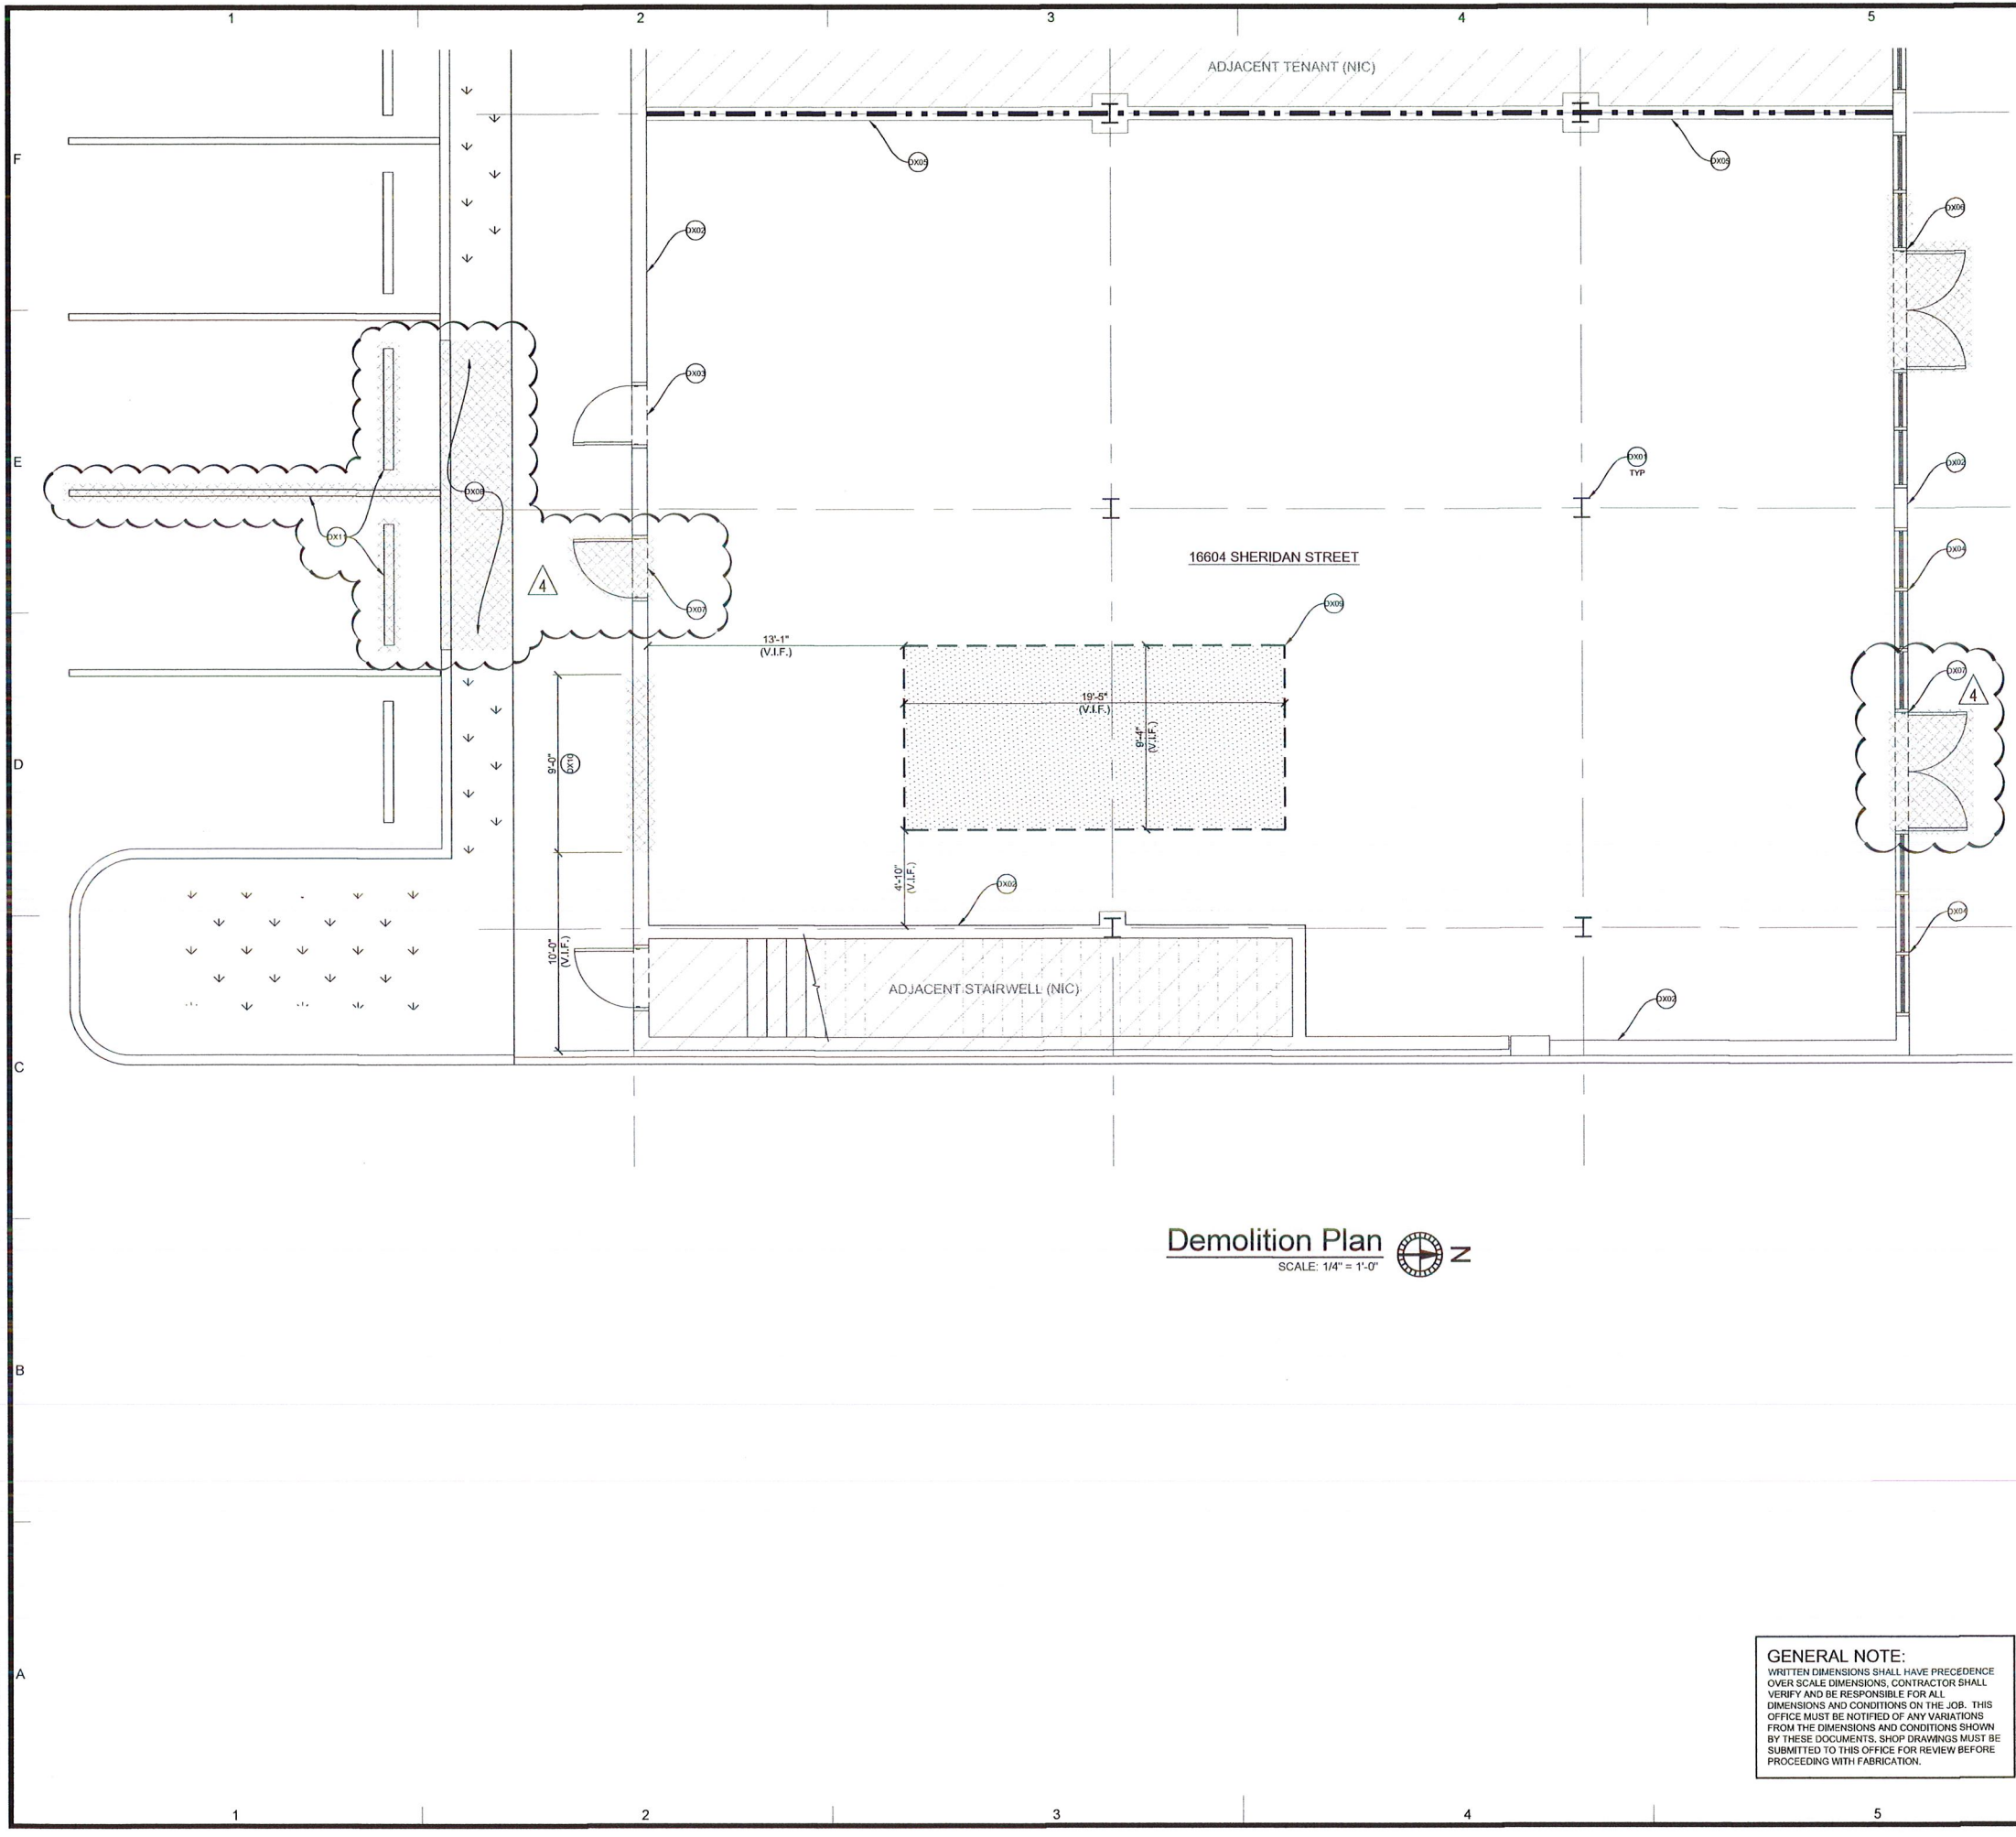 1 2 3 4 5
ADJACENT TENANT (NIC)
F
DX05
DX05
DX06
DX02
DX03
E
DX01
TYP
DX02
DX08
DX11
DX04
16604 SHERIDAN STREET
4
DX07
DX09
13'-1"
(V.I.F.)
DX07
4
19'-5"
(V.I.F.)
9'-4"
(V.I.F.)
D
9'-0"
DX10
4'-10"
(V.I.F.)
DX02
DX04
10'-0"
(V.I.F.)
ADJACENT STAIRWELL (NIC)
DX02
C
Demolition Plan
N
SCALE: 1/4" = 1'-0"
B
A
GENERAL NOTE:
WRITTEN DIMENSIONS SHALL HAVE PRECEDENCE
OVER SCALE DIMENSIONS, CONTRACTOR SHALL
VERIFY AND BE RESPONSIBLE FOR ALL
DIMENSIONS AND CONDITIONS ON THE JOB. THIS
OFFICE MUST BE NOTIFIED OF ANY VARIATIONS
FROM THE DIMENSIONS AND CONDITIONS SHOWN
BY THESE DOCUMENTS. SHOP DRAWINGS MUST BE
SUBMITTED TO THIS OFFICE FOR REVIEW BEFORE
PROCEEDING WITH FABRICATION.
1 2 3 4 5